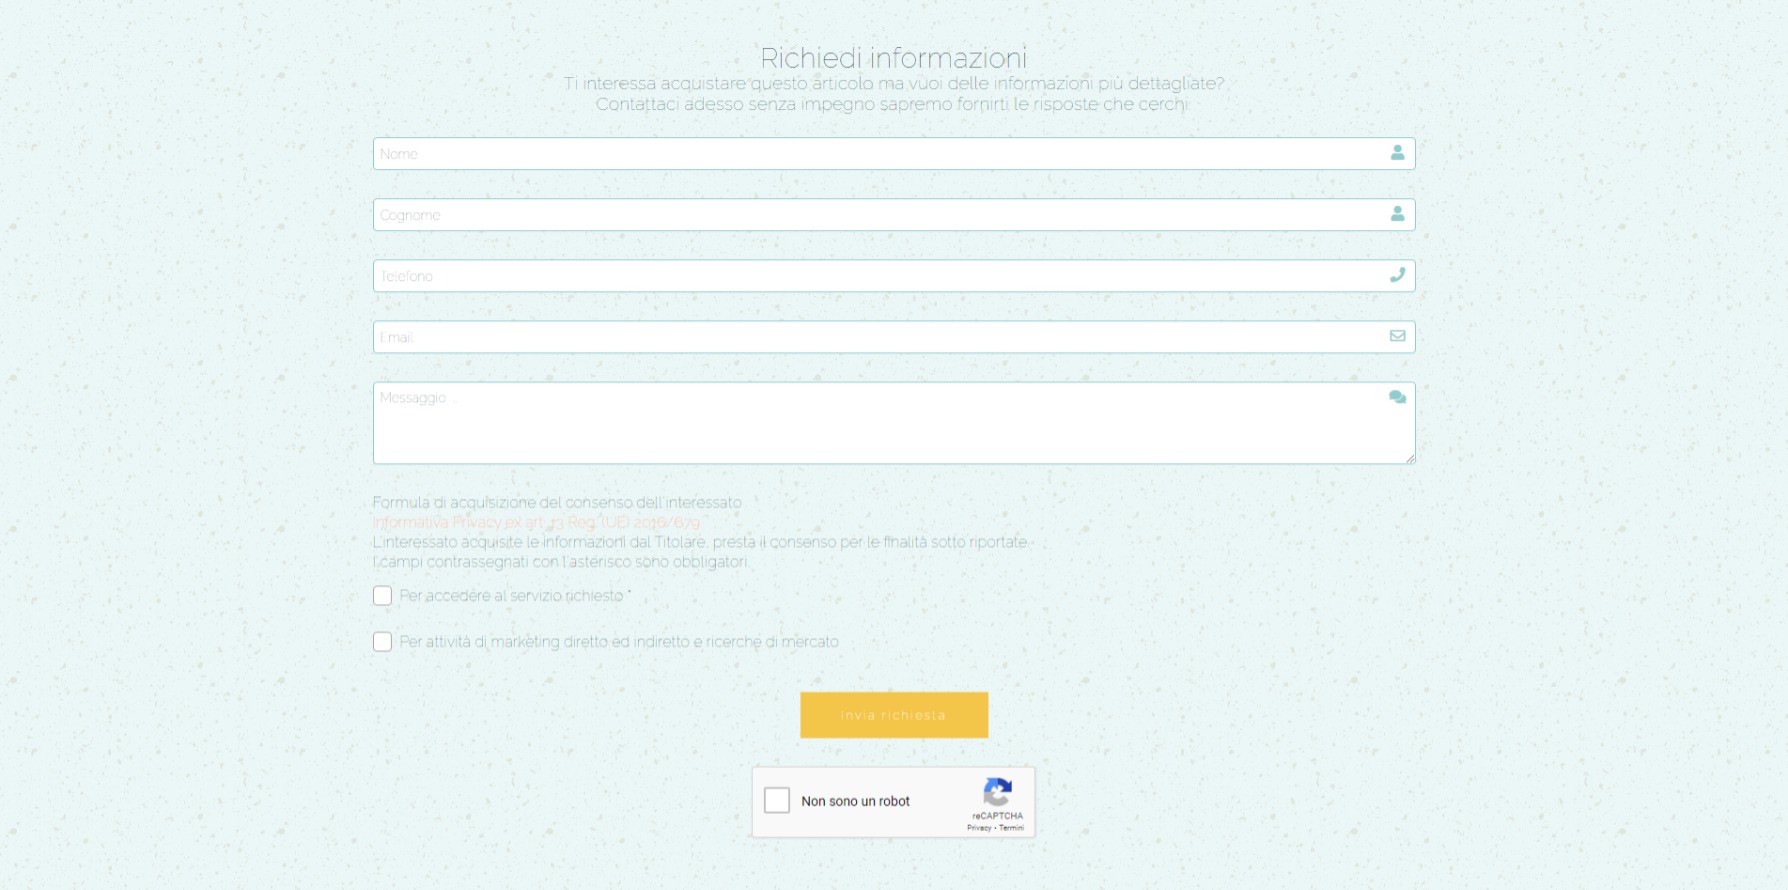 Richiedi informazioni
Ti interessa acquistare questo articolo ma vuoi delle informazioni più dettagliate?
Contattaci adesso senza impegno sapremo fornirti le risposte che cerchi.
Nome
Cognome
Telefono
Email
Messaggio ...
Formula di acquisizione del consenso dell'interessato
Informativa Privacy ex art. 13 Reg. (UE) 2016/679
L'interessato acquisite le informazioni dal Titolare, presta il consenso per le finalità sotto riportate.
I campi contrassegnati con l'asterisco sono obbligatori.
Per accedere al servizio richiesto *
Per attività di marketing diretto ed indiretto e ricerche di mercato
Invia richiesta
Non sono un robot
reCAPTCHA
Privacy - Termini